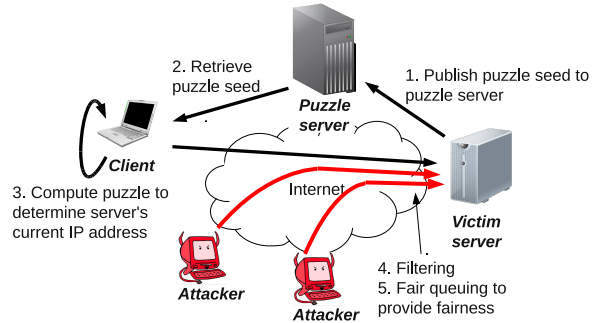 2. Retrieve
puzzle seed
1. Publish puzzle seed to
puzzle server
Puzzle
server
Client
3. Compute puzzle to
determine server's
current IP address
Internet
Victim
server
4. Filtering
5. Fair queuing to
provide fairness
Attacker
Attacker